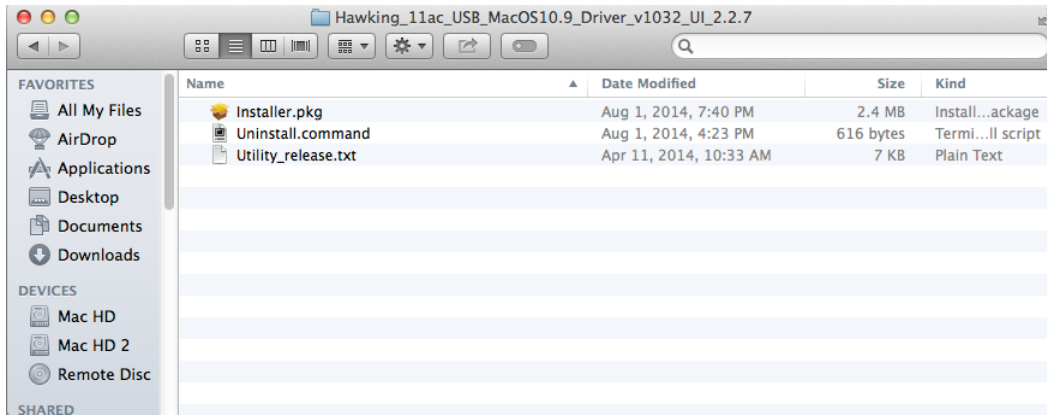 Hawking_11ac_USB_MacOS10.9_Driver_v1032_UI_2.2.7
FAVORITES
All My Files
AirDrop
Applications
Desktop
Documents
Downloads
DEVICES
Mac HD
Mac HD 2
Remote Disc
SHARED
Name Date Modified Size Kind
Installer.pkg Aug 1, 2014, 7:40 PM 2.4 MB Install...ackage
Uninstall.command Aug 1, 2014, 4:23 PM 616 bytes Termi...ll script
Utility_release.txt Apr 11, 2014, 10:33 AM 7 KB Plain Text